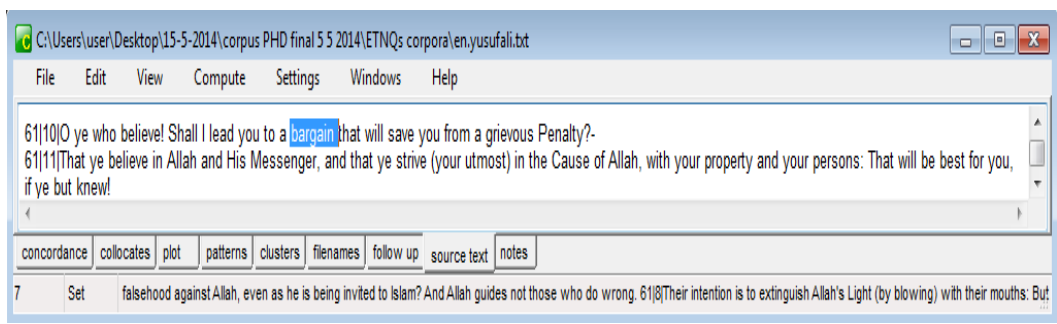 C:\Users\user\Desktop\15-5-2014\corpus PHD final 5 5 2014\ETNQs corpora\en.yusufali.txt
File Edit View Compute Settings Windows Help
61|10|O ye who believe! Shall I lead you to a bargain that will save you from a grievous Penalty?-
61|11|That ye believe in Allah and His Messenger, and that ye strive (your utmost) in the Cause of Allah, with your property and your persons: That will be best for you,
if ye but knew!
concordance collocates plot patterns clusters filenames follow up source text notes
7 Set falsehood against Allah, even as he is being invited to Islam? And Allah guides not those who do wrong. 61|8|Their intention is to extinguish Allah's Light (by blowing) with their mouths: But